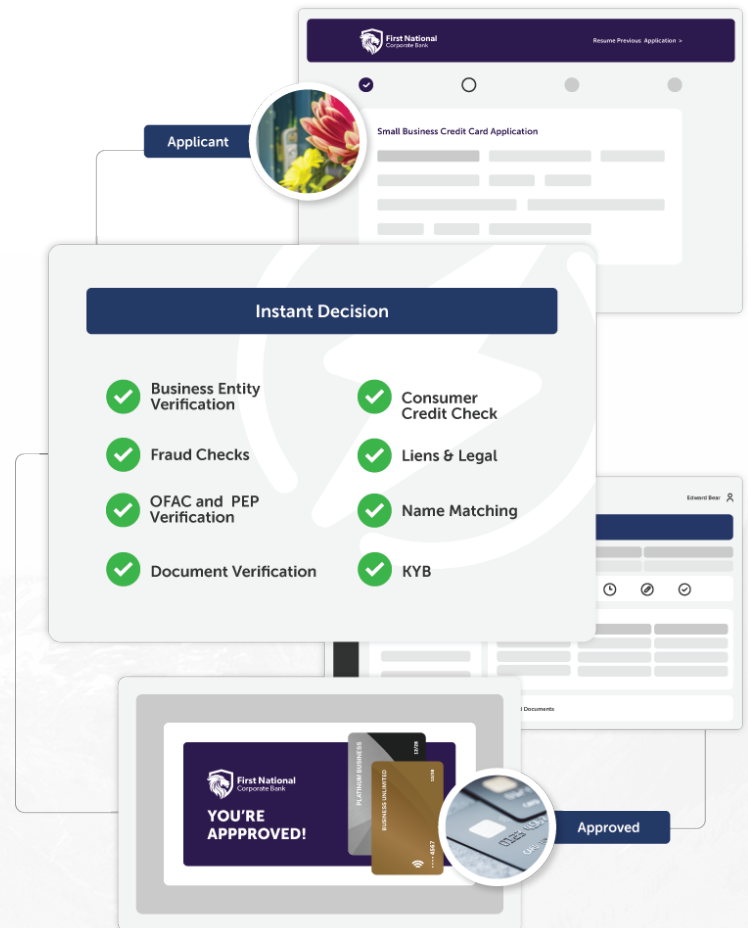 First National
Corporate Bank
Resume Previous Application >
Applicant
Small Business Credit Card Application
Instant Decision
Business Entity
Verification
Consumer
Credit Check
Fraud Checks
Liens & Legal
OFAC and PEP
Verification
Name Matching
Document Verification
KYB
Edward Bear
Documents
First National
Corporate Bank
YOU'RE
APPPROVED!
PLATINUM BUSINESS
12/28
BUSINESS UNLIMITED
•••• 4567
Approved